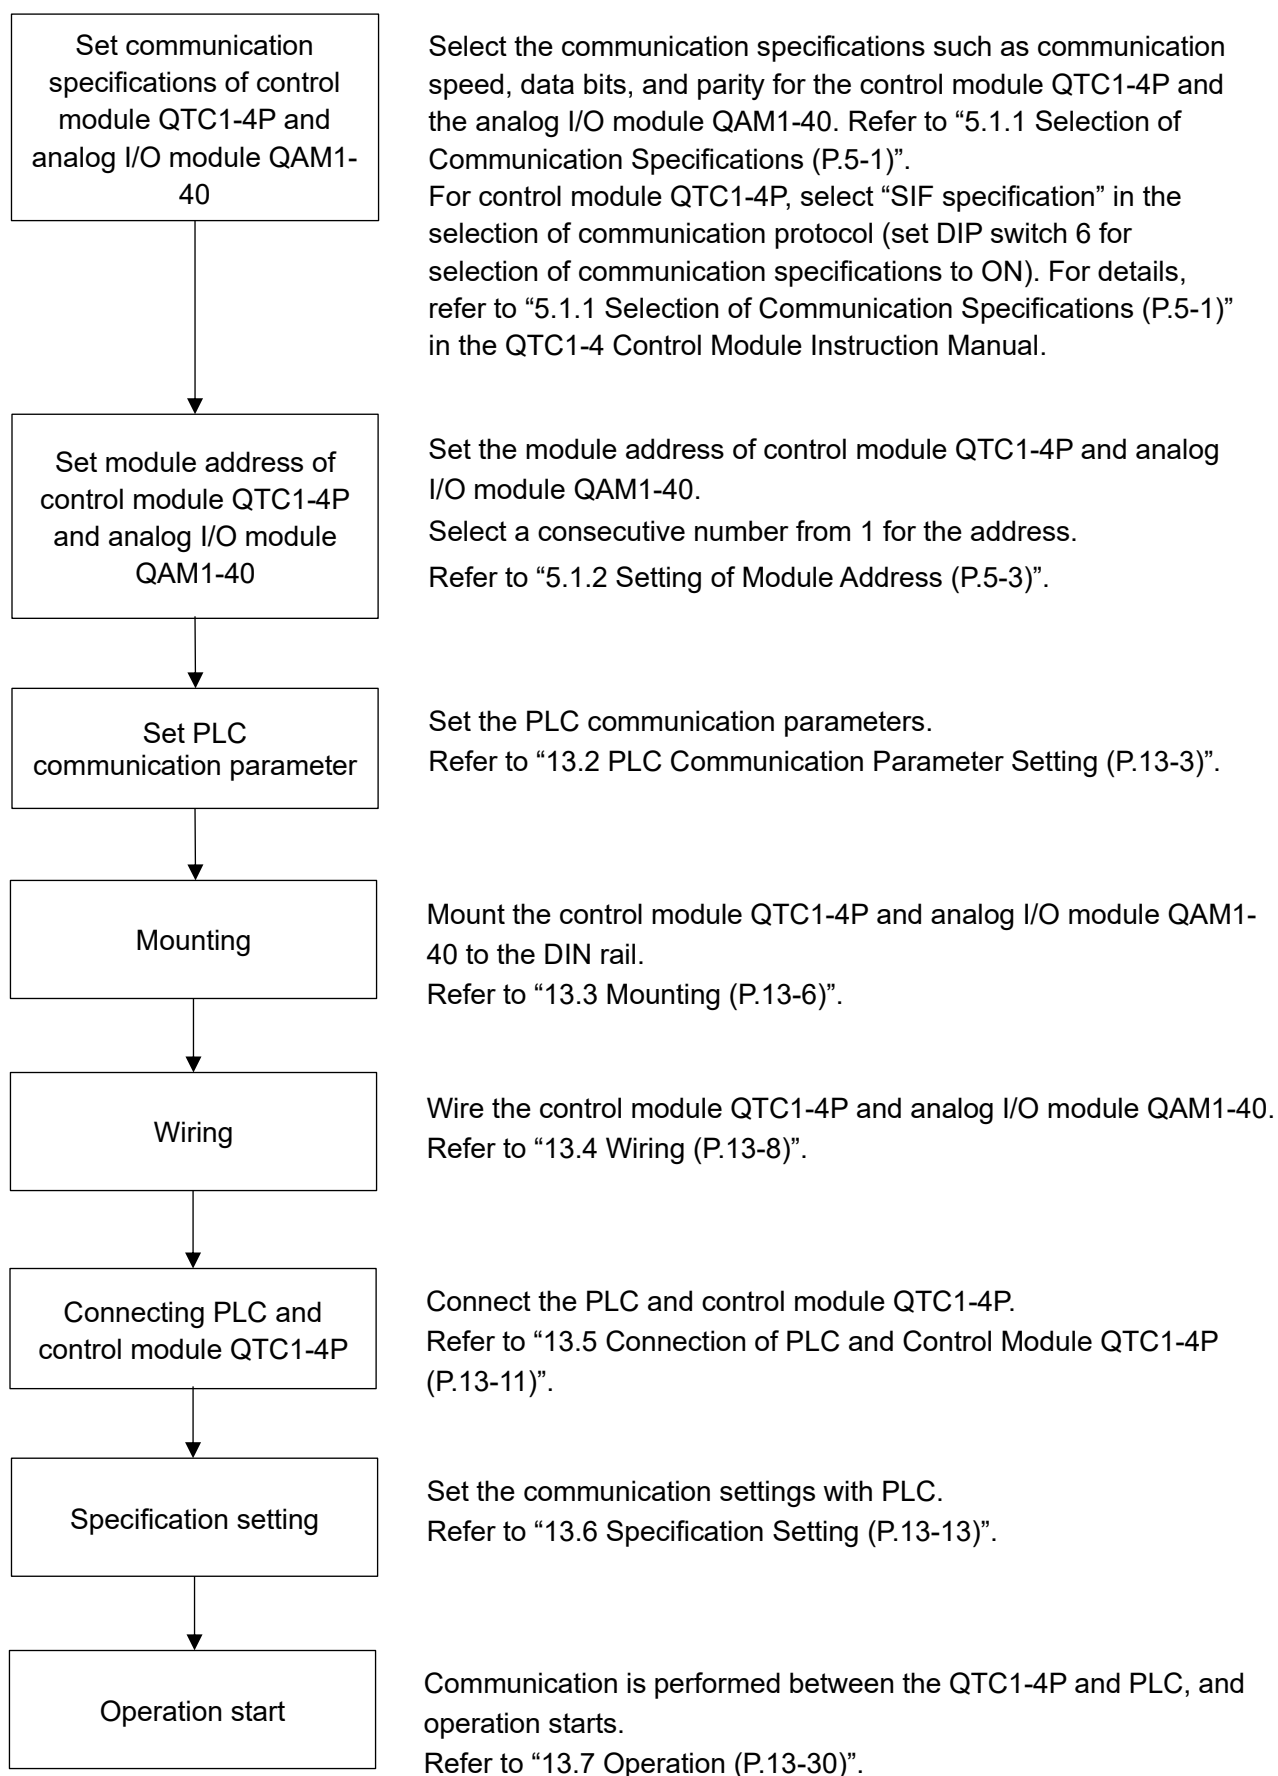 Set communication
specifications of control
module QTC1-4P and
analog I/O module QAM1-
40
Select the communication specifications such as communication
speed, data bits, and parity for the control module QTC1-4P and
the analog I/O module QAM1-40. Refer to “5.1.1 Selection of
Communication Specifications (P.5-1)”.
For control module QTC1-4P, select “SIF specification” in the
selection of communication protocol (set DIP switch 6 for
selection of communication specifications to ON). For details,
refer to “5.1.1 Selection of Communication Specifications (P.5-1)”
in the QTC1-4 Control Module Instruction Manual.
Set module address of
control module QTC1-4P
and analog I/O module
QAM1-40
Set the module address of control module QTC1-4P and analog
I/O module QAM1-40.
Select a consecutive number from 1 for the address.
Refer to “5.1.2 Setting of Module Address (P.5-3)”.
Set PLC
communication parameter
Set the PLC communication parameters.
Refer to “13.2 PLC Communication Parameter Setting (P.13-3)”.
Mounting
Mount the control module QTC1-4P and analog I/O module QAM1-
40 to the DIN rail.
Refer to “13.3 Mounting (P.13-6)”.
Wiring
Wire the control module QTC1-4P and analog I/O module QAM1-40.
Refer to “13.4 Wiring (P.13-8)”.
Connecting PLC and
control module QTC1-4P
Connect the PLC and control module QTC1-4P.
Refer to “13.5 Connection of PLC and Control Module QTC1-4P
(P.13-11)”.
Specification setting
Set the communication settings with PLC.
Refer to “13.6 Specification Setting (P.13-13)”.
Operation start
Communication is performed between the QTC1-4P and PLC, and
operation starts.
Refer to “13.7 Operation (P.13-30)”.